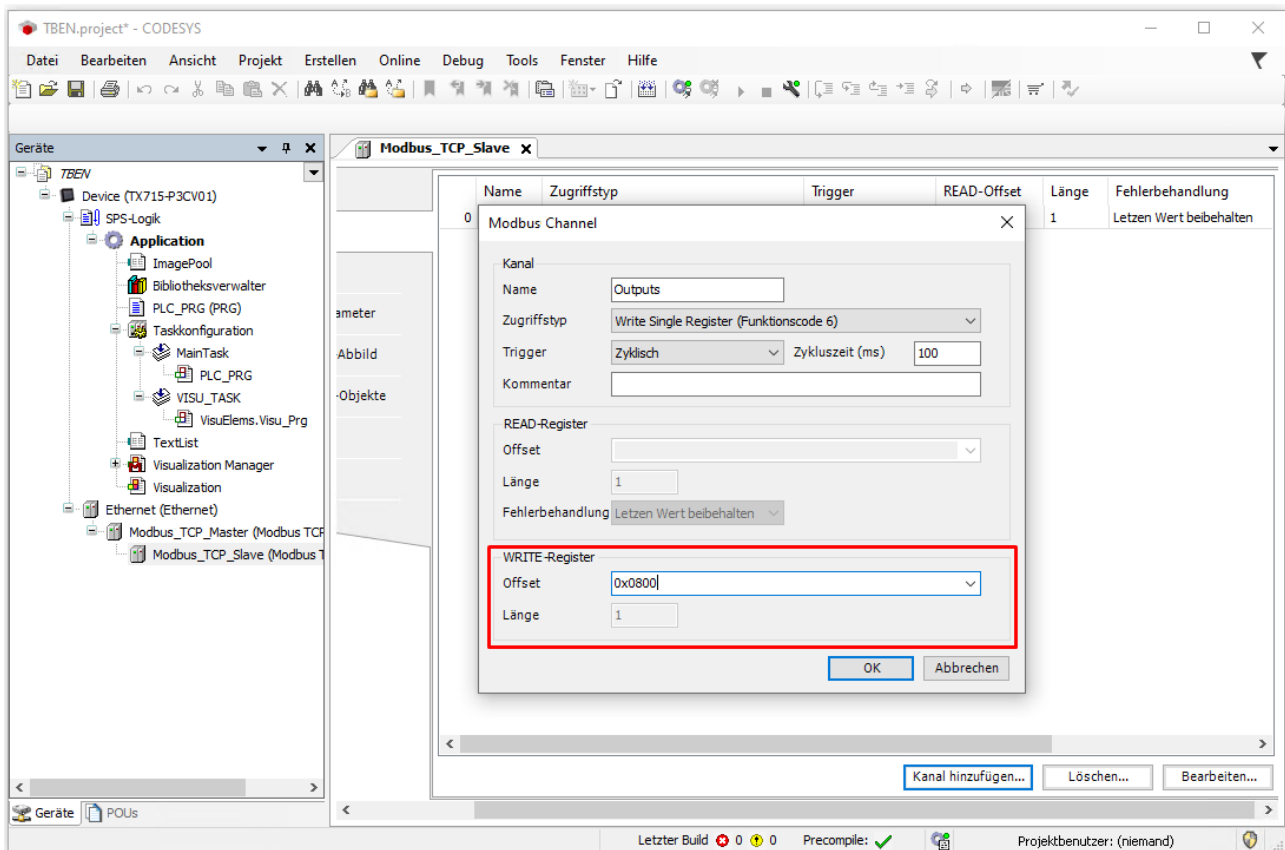 TBEN.project* - CODESYS
Datei Bearbeiten Ansicht Projekt Erstellen Online Debug Tools Fenster Hilfe
Geräte
TBEN
Device (TX715-P3CV01)
SPS-Logik
Application
ImagePool
Bibliotheksverwalter
PLC_PRG (PRG)
Taskkonfiguration
MainTask
PLC_PRG
VISU_TASK
VisuElems.Visu_Prg
TextList
Visualization Manager
Visualization
Ethernet (Ethernet)
Modbus_TCP_Master (Modbus TCP
Modbus_TCP_Slave (Modbus T
Geräte POUs
Modbus_TCP_Slave
ameter
Abbild
-Objekte
Name Zugriffstyp Trigger READ-Offset Länge Fehlerbehandlung
0 1 Letzen Wert beibehalten
Modbus Channel
Kanal
Name Outputs
Zugriffstyp Write Single Register (Funktionscode 6)
Trigger Zyklisch Zykluszeit (ms) 100
Kommentar
READ-Register
Offset
Länge 1
Fehlerbehandlung Letzen Wert beibehalten
WRITE-Register
Offset 0x0800
Länge 1
OK Abbrechen
Kanal hinzufügen... Löschen... Bearbeiten...
Letzter Build 0 0 Precompile: Projektbenutzer: (niemand)